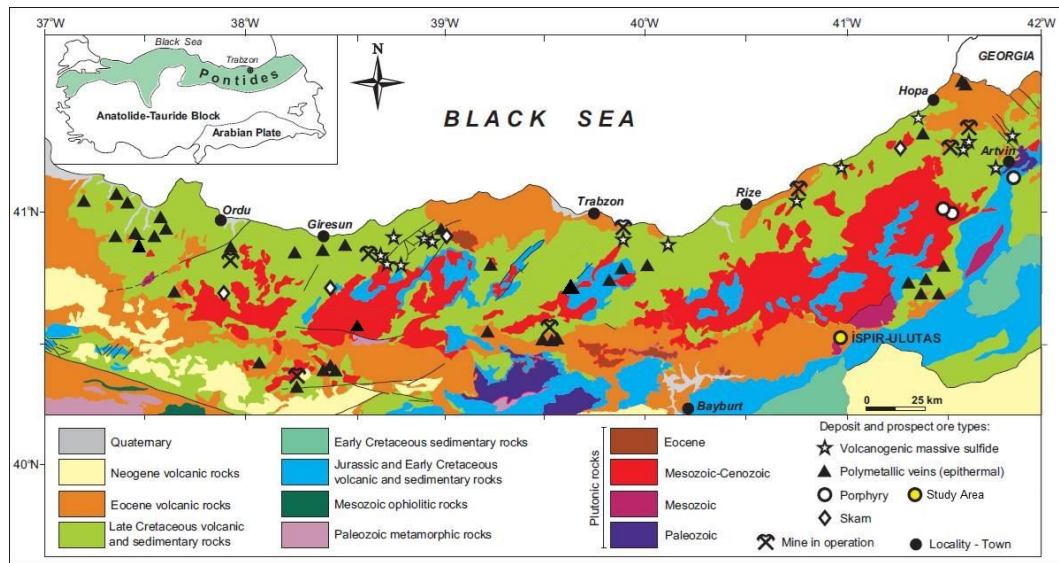 37°W 38°W 39°W 40°W 41°W 42°W
Black Sea
Trabzon
Pontides
Anatolide-Tauride Block
Arabian Plate
N
BLACK SEA
GEORGIA
Hopa
Artvin
41°N
Ordu
Giresun
Trabzon
Rize
41°N
İSPIR-ULUTAS
Bayburt
0 25 km
40°N
40°N
Quaternary
Neogene volcanic rocks
Eocene volcanic rocks
Late Cretaceous volcanic
and sedimentary rocks
Early Cretaceous sedimentary rocks
Jurassic and Early Cretaceous
volcanic and sedimentary rocks
Mesozoic ophiolitic rocks
Paleozoic metamorphic rocks
Plutonic rocks
Eocene
Mesozoic-Cenozoic
Mesozoic
Paleozoic
Deposit and prospect ore types:
Volcanogenic massive sulfide
Polymetallic veins (epithermal)
Porphyry
Study Area
Skarn
Mine in operation
Locality - Town